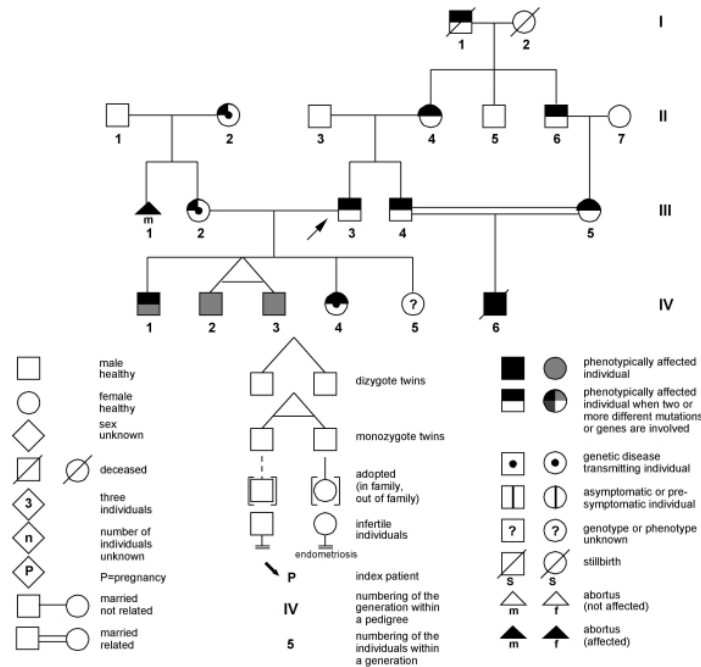 I
1 2
II
1 2 3 4 5 6 7
m
III
1 2 3 4 5
?
IV
1 2 3 4 5 6
male
healthy
female
healthy
sex
unknown
deceased
3
three
individuals
n
number of
individuals
unknown
P
P=pregnancy
married
not related
married
related
dizygote twins
monozygote twins
adopted
(in family,
out of family)
infertile
individuals
endometriosis
P
index patient
IV
numbering of the
generation within
a pedigree
5
numbering of the
individuals within
a generation
phenotypically affected
individual
phenotypically affected
individual when two or
more different mutations
or genes are involved
genetic disease
transmitting individual
asymptomatic or pre-
symptomatic individual
? ?
genotype or phenotype
unknown
stillbirth
S S
abortus
(not affected)
m f
abortus
(affected)
m f